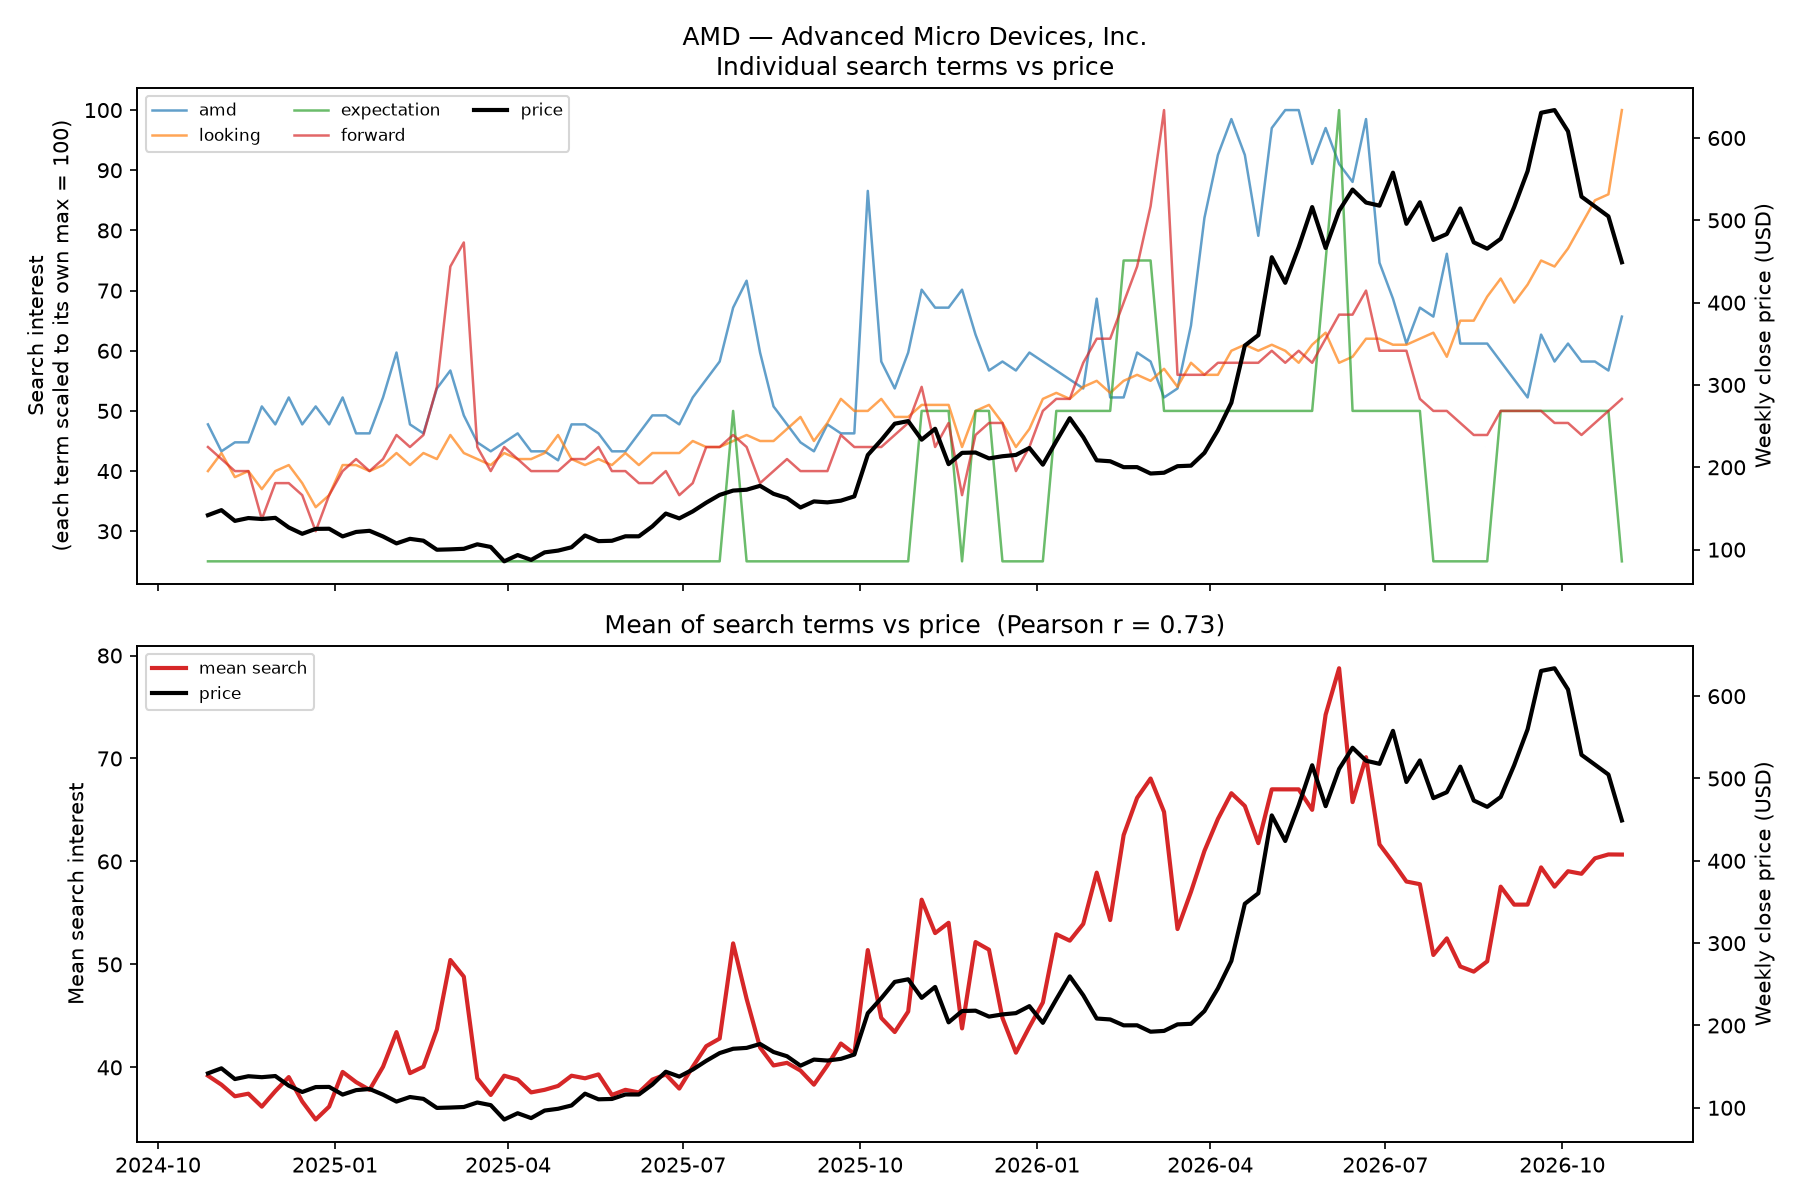 AMD — Advanced Micro Devices, Inc.
Individual search terms vs price
amd
looking
expectation
forward
price
Search interest
(each term scaled to its own max = 100)
100
90
80
70
60
50
40
30
600
500
400
300
200
100
Weekly close price (USD)
Mean of search terms vs price (Pearson r = 0.73)
mean search
price
Mean search interest
80
70
60
50
40
600
500
400
300
200
100
Weekly close price (USD)
2024-10
2025-01
2025-04
2025-07
2025-10
2026-01
2026-04
2026-07
2026-10